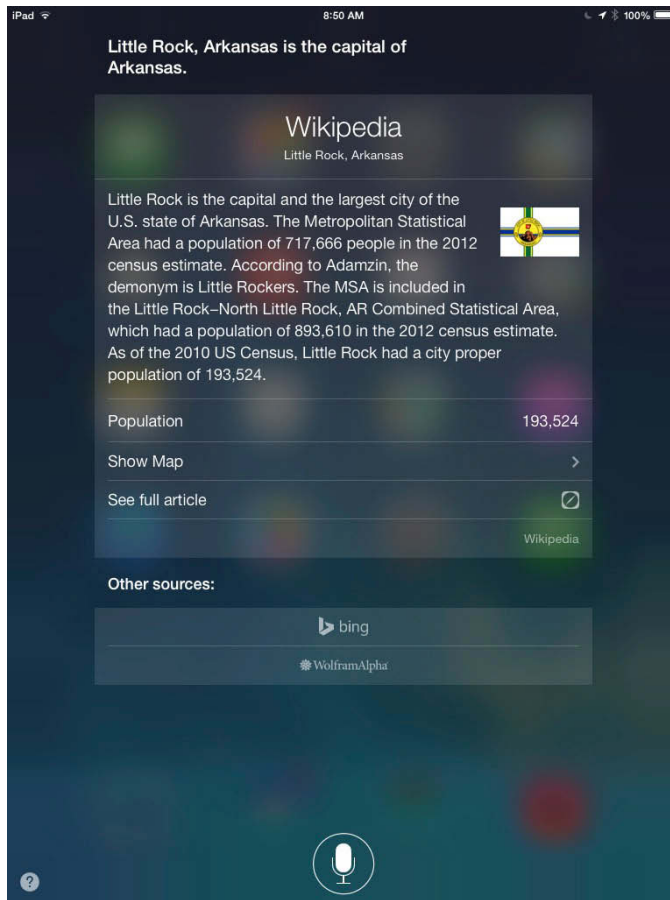 iPad 8:50 AM 100%
Little Rock, Arkansas is the capital of
Arkansas.
Wikipedia
Little Rock, Arkansas
Little Rock is the capital and the largest city of the
U.S. state of Arkansas. The Metropolitan Statistical
Area had a population of 717,666 people in the 2012
census estimate. According to Adamzin, the
demonym is Little Rockers. The MSA is included in
the Little Rock–North Little Rock, AR Combined Statistical Area,
which had a population of 893,610 in the 2012 census estimate.
As of the 2010 US Census, Little Rock had a city proper
population of 193,524.
Population 193,524
Show Map
See full article
Wikipedia
Other sources:
bing
WolframAlpha
?